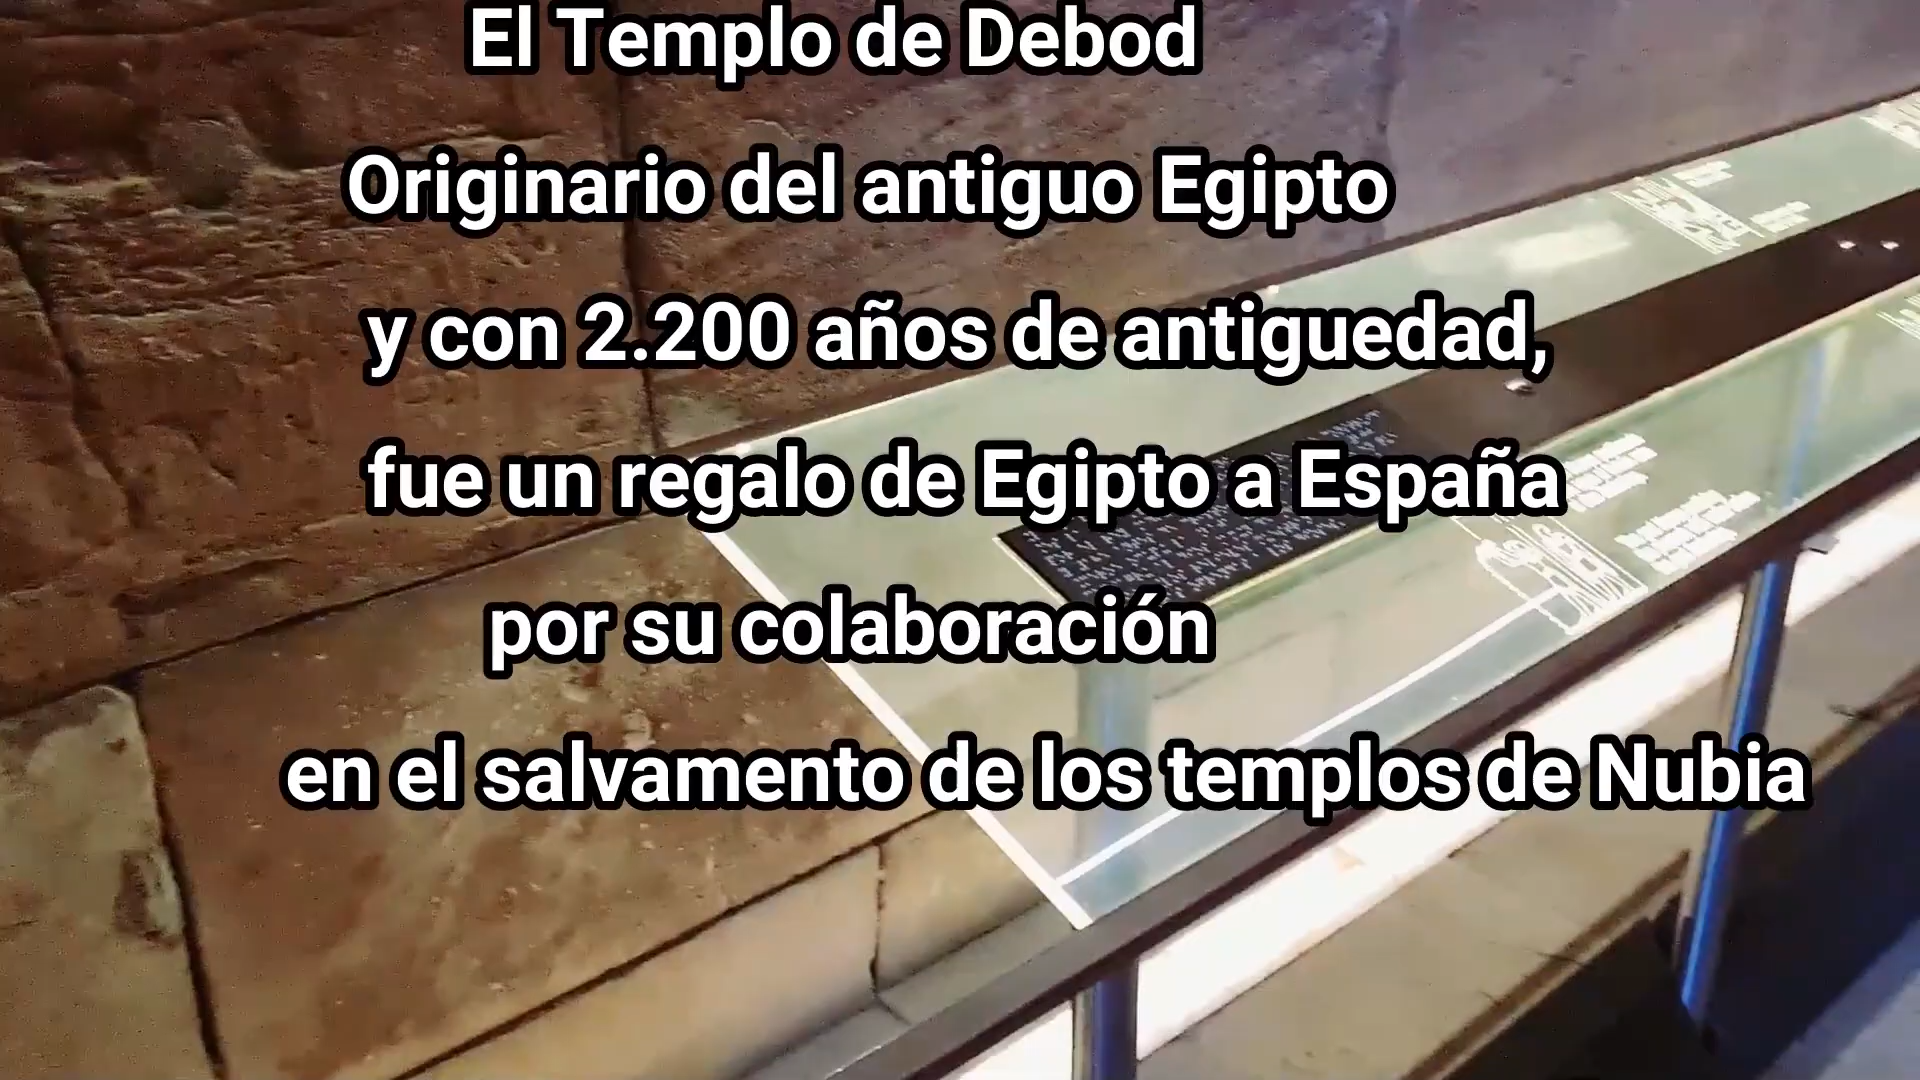 El Templo de Debod
Originario del antiguo Egipto
y con 2.200 años de antiguedad,
fue un regalo de Egipto a España
por su colaboración
en el salvamento de los templos de Nubia